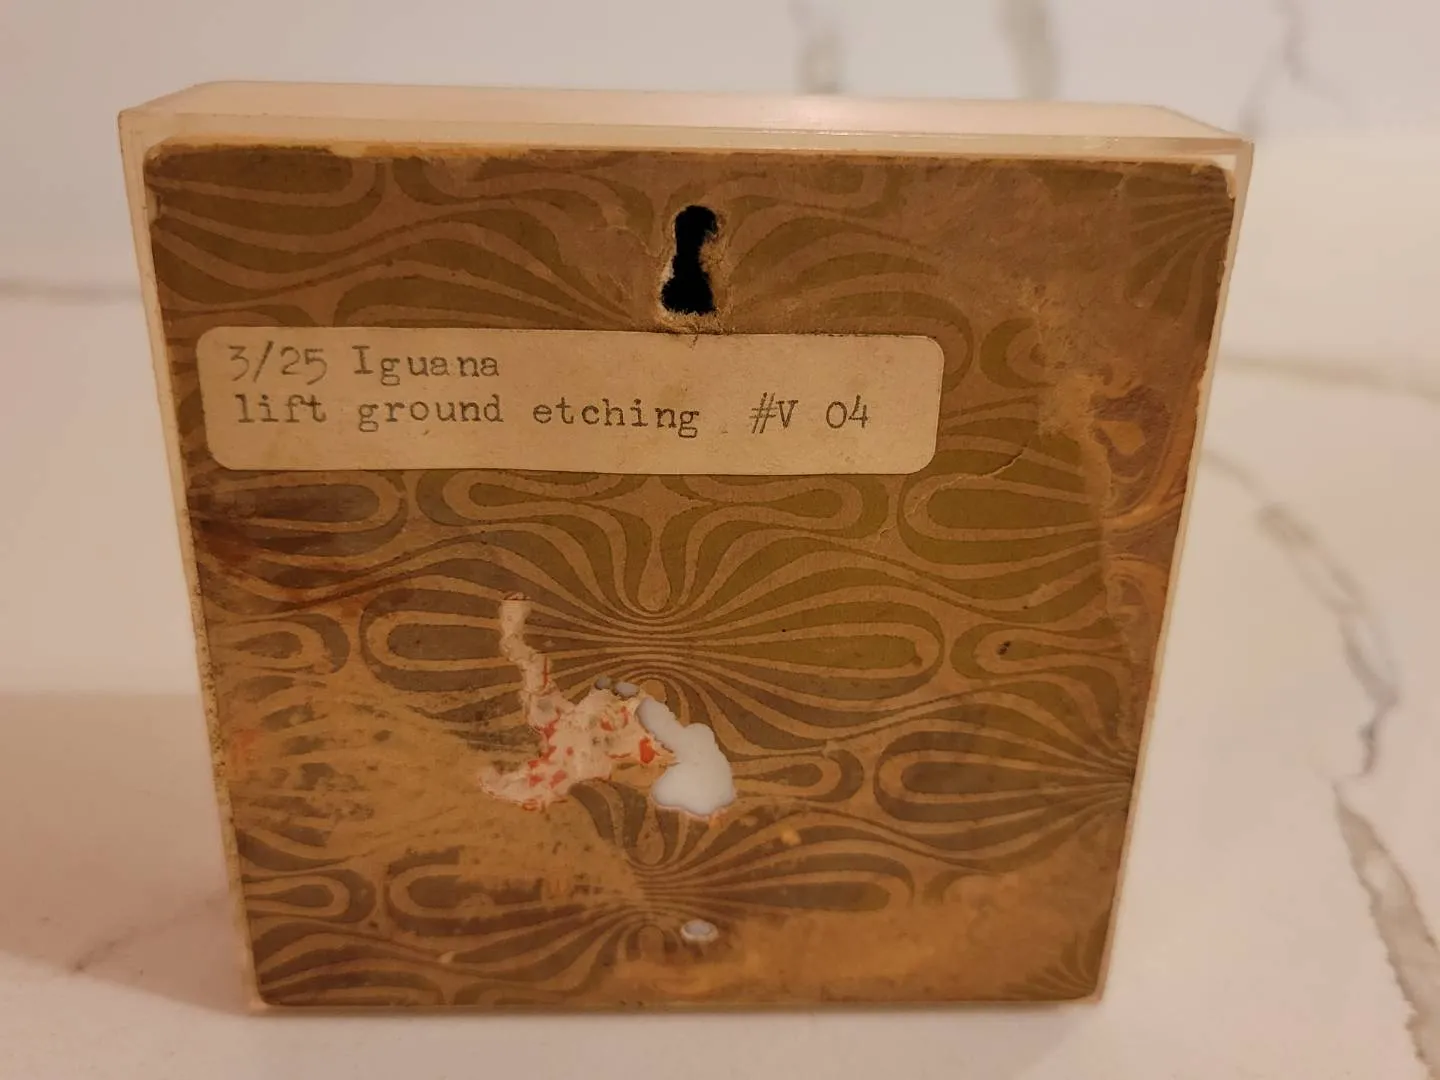 3/25 Iguana
lift ground etching #V 04